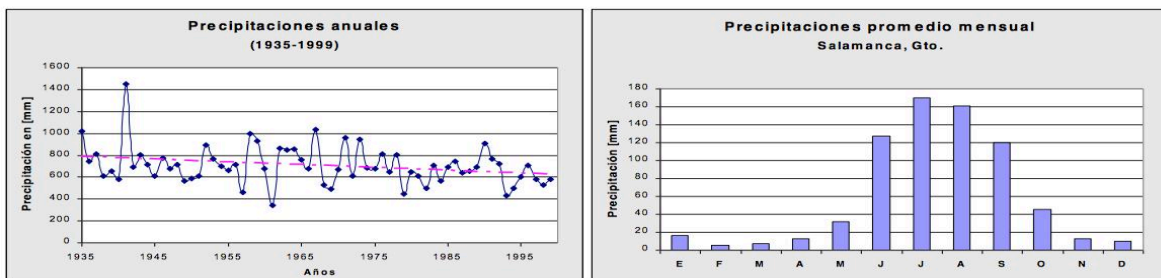 Precipitaciones anuales
(1935-1999)
Precipitación en [mm]
1600
1400
1200
1000
800
600
400
200
0
1935 1945 1955 1965 1975 1985 1995
Años
Precipitaciones promedio mensual
Salamanca, Gto.
Precipitación [mm]
180
160
140
120
100
80
60
40
20
0
E F M A M J J A S O N D